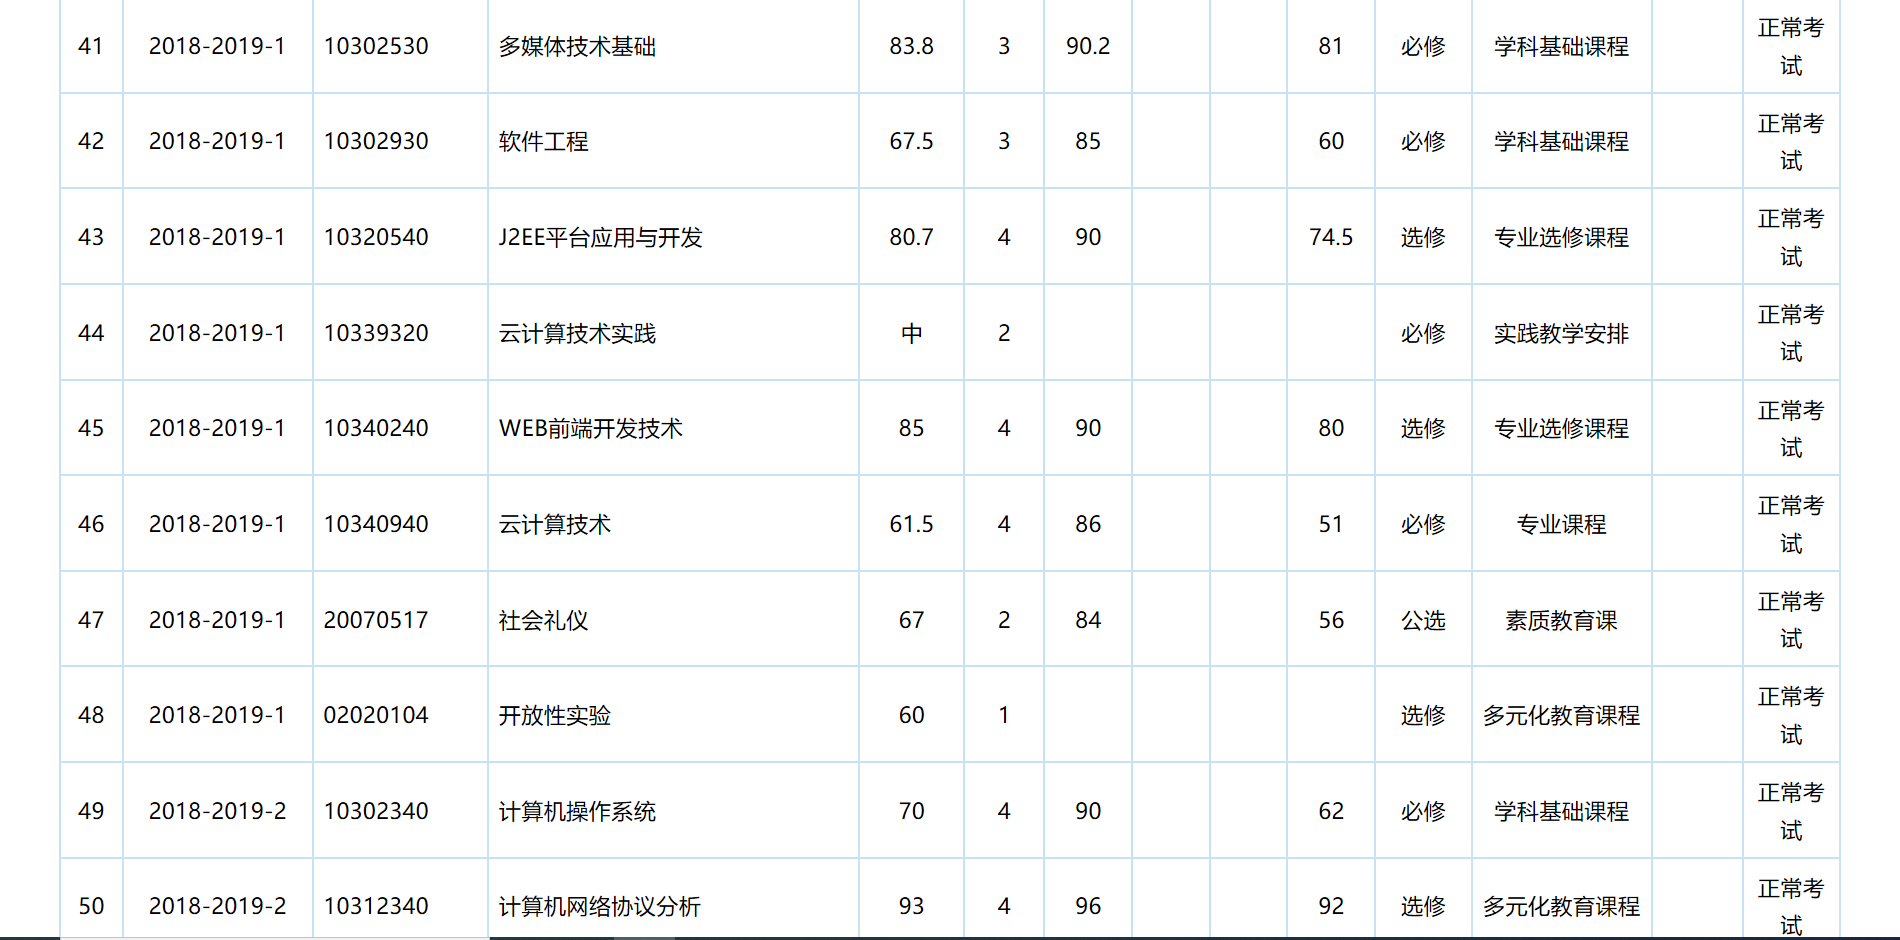 41 2018-2019-1 10302530 多媒体技术基础 83.8 3 90.2 81 必修 学科基础课程 正常考试
42 2018-2019-1 10302930 软件工程 67.5 3 85 60 必修 学科基础课程 正常考试
43 2018-2019-1 10320540 J2EE平台应用与开发 80.7 4 90 74.5 选修 专业选修课程 正常考试
44 2018-2019-1 10339320 云计算技术实践 中 2 必修 实践教学安排 正常考试
45 2018-2019-1 10340240 WEB前端开发技术 85 4 90 80 选修 专业选修课程 正常考试
46 2018-2019-1 10340940 云计算技术 61.5 4 86 51 必修 专业课程 正常考试
47 2018-2019-1 20070517 社会礼仪 67 2 84 56 公选 素质教育课 正常考试
48 2018-2019-1 02020104 开放性实验 60 1 选修 多元化教育课程 正常考试
49 2018-2019-2 10302340 计算机操作系统 70 4 90 62 必修 学科基础课程 正常考试
50 2018-2019-2 10312340 计算机网络协议分析 93 4 96 92 选修 多元化教育课程 正常考试